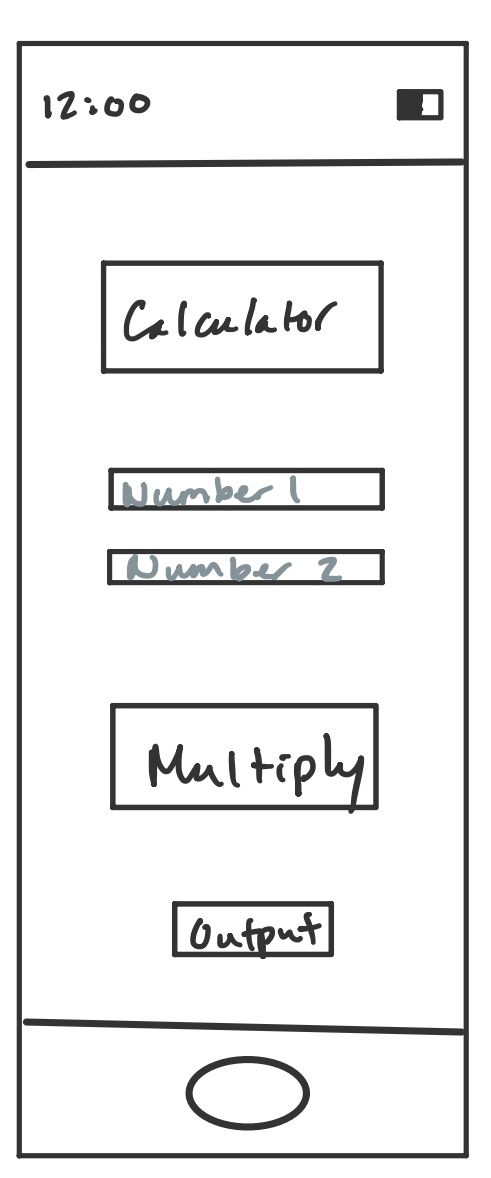 12:00
Calculator
Number 1
Number 2
Multiply
Output